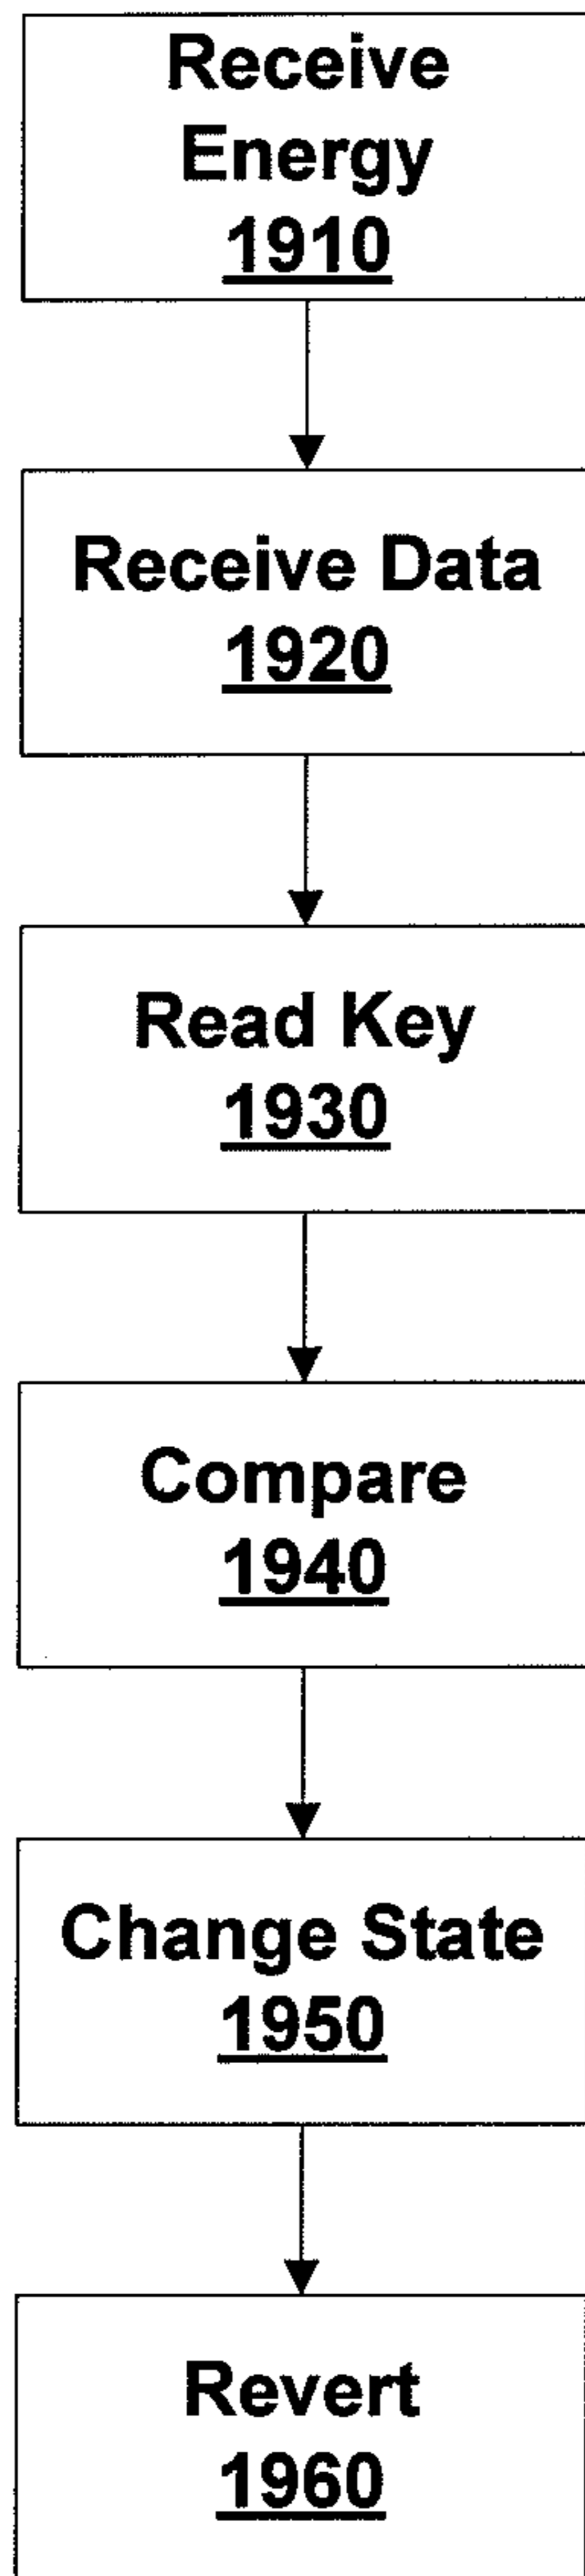 Receive
Energy
1910
Receive Data
1920
Read Key
1930
Compare
1940
Change State
1950
Revert
1960